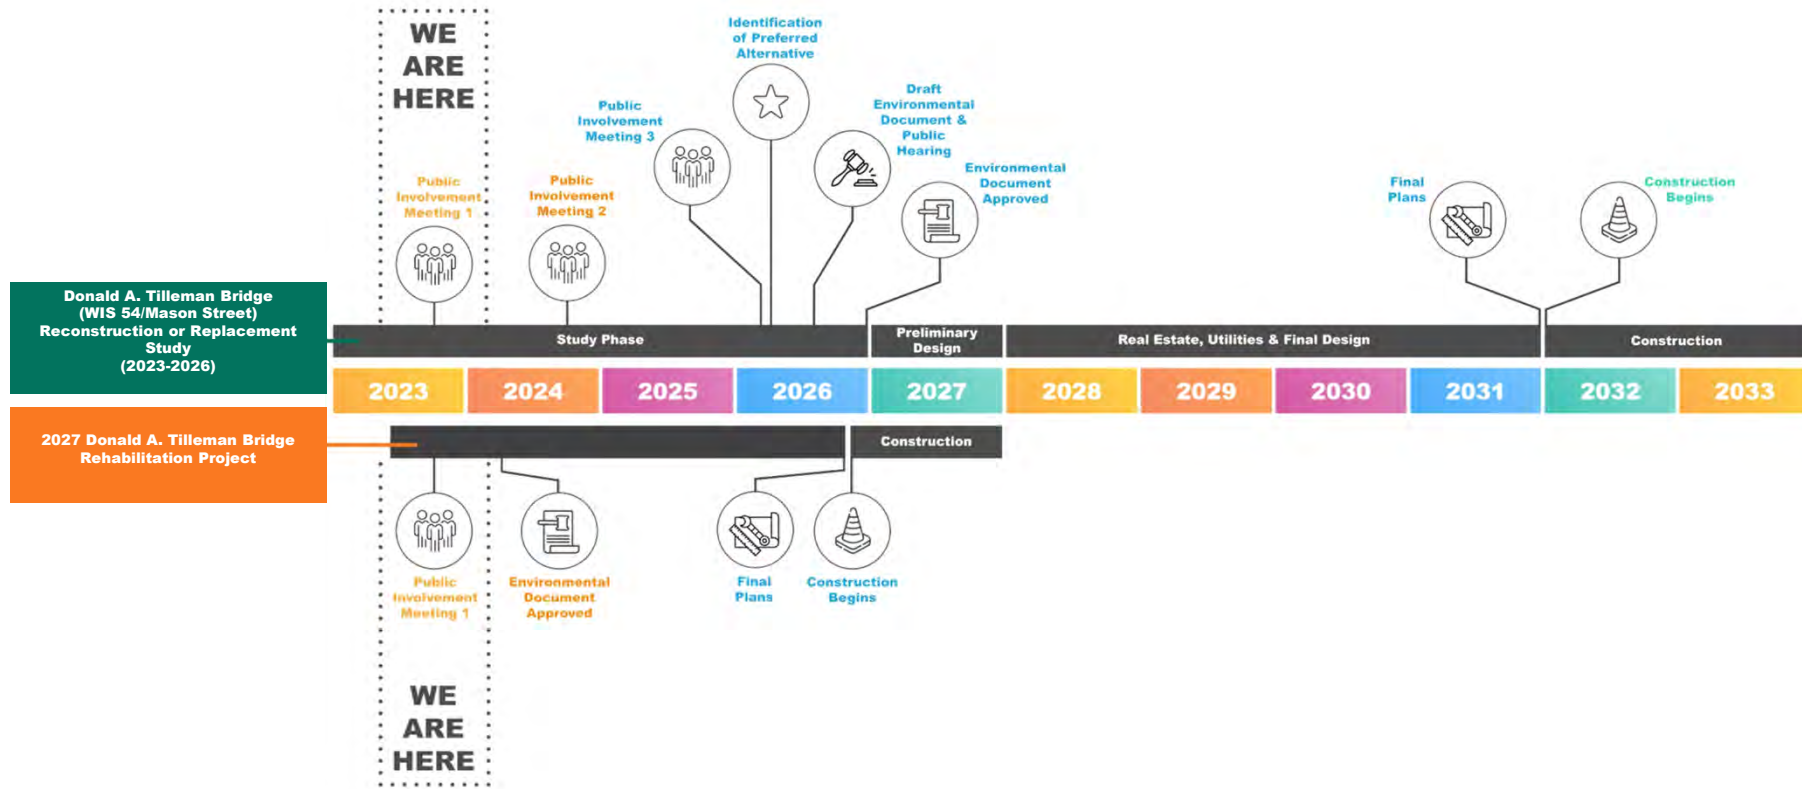 WE
ARE
HERE
Identification
of Preferred
Alternative
Public
Involvement
Meeting 3
Draft
Environmental
Document &
Public
Hearing
Public
Involvement
Meeting 1
Public
Involvement
Meeting 2
Environmental
Document
Approved
Final
Plans
Construction
Begins
Donald A. Tilleman Bridge
(WIS 54/Mason Street)
Reconstruction or Replacement
Study
(2023-2026)
Study Phase
Preliminary
Design
Real Estate, Utilities & Final Design
Construction
2023
2024
2025
2026
2027
2028
2029
2030
2031
2032
2033
2027 Donald A. Tilleman Bridge
Rehabilitation Project
Construction
Public
Involvement
Meeting 1
Environmental
Document
Approved
Final
Plans
Construction
Begins
WE
ARE
HERE